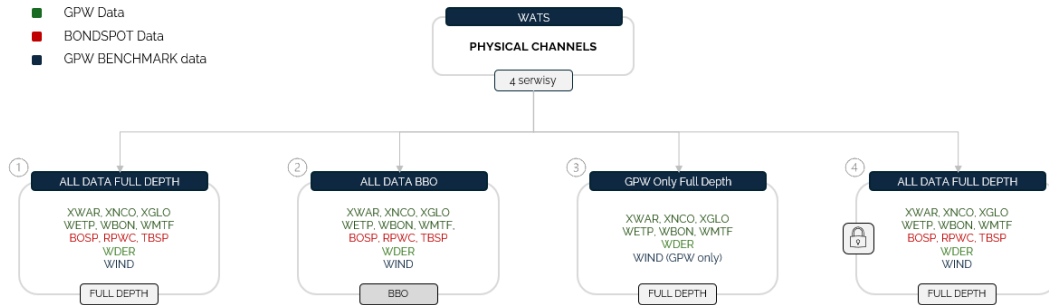 GPW Data
BONDSPOT Data
GPW BENCHMARK data
WATS
PHYSICAL CHANNELS
4 serwisy
1
ALL DATA FULL DEPTH
XWAR, XNCO, XGLO
WETP, WBON, WMTF
BOSP, RPWC, TBSP
WDER
WIND
FULL DEPTH
2
ALL DATA BBO
XWAR, XNCO, XGLO
WETP, WBON, WMTF,
BOSP, RPWC, TBSP
WDER
WIND
BBO
3
GPW Only Full Depth
XWAR, XNCO, XGLO
WETP, WBON, WMTF
WDER
WIND (GPW only)
FULL DEPTH
4
ALL DATA FULL DEPTH
XWAR, XNCO, XGLO
WETP, WBON, WMTF
BOSP, RPWC, TBSP
WDER
WIND
FULL DEPTH